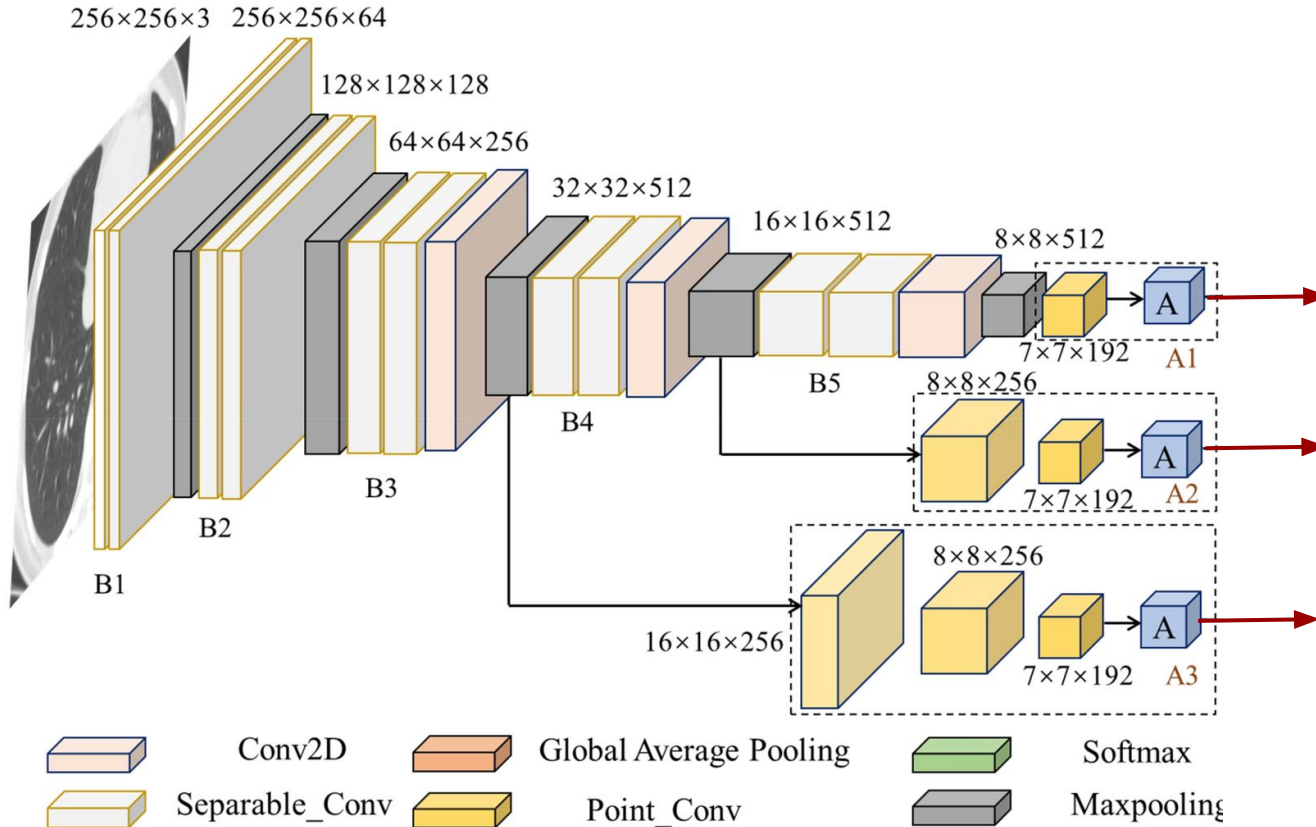 256×256×3
256×256×64
128×128×128
64×64×256
32×32×512
16×16×512
8×8×512
A
7×7×192
A1
B5
8×8×256
B4
A
7×7×192
A2
B3
B2
8×8×256
B1
16×16×256
A
7×7×192
A3
Conv2D
Global Average Pooling
Softmax
Separable_Conv
Point_Conv
Maxpooling